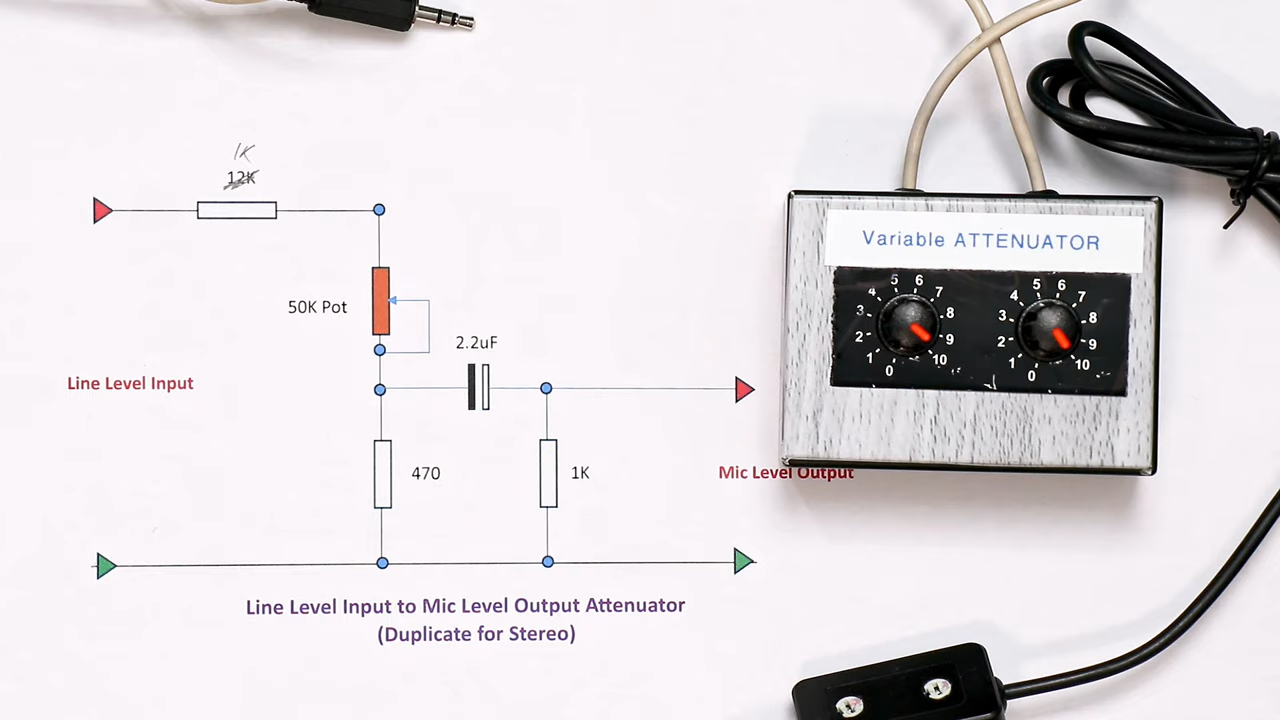 1K
12K
50K Pot
2.2uF
Line Level Input
470
1K
Mic Level Output
Line Level Input to Mic Level Output Attenuator
(Duplicate for Stereo)
Variable ATTENUATOR
0 1 2 3 4 5 6 7 8 9 10
0 1 2 3 4 5 6 7 8 9 10